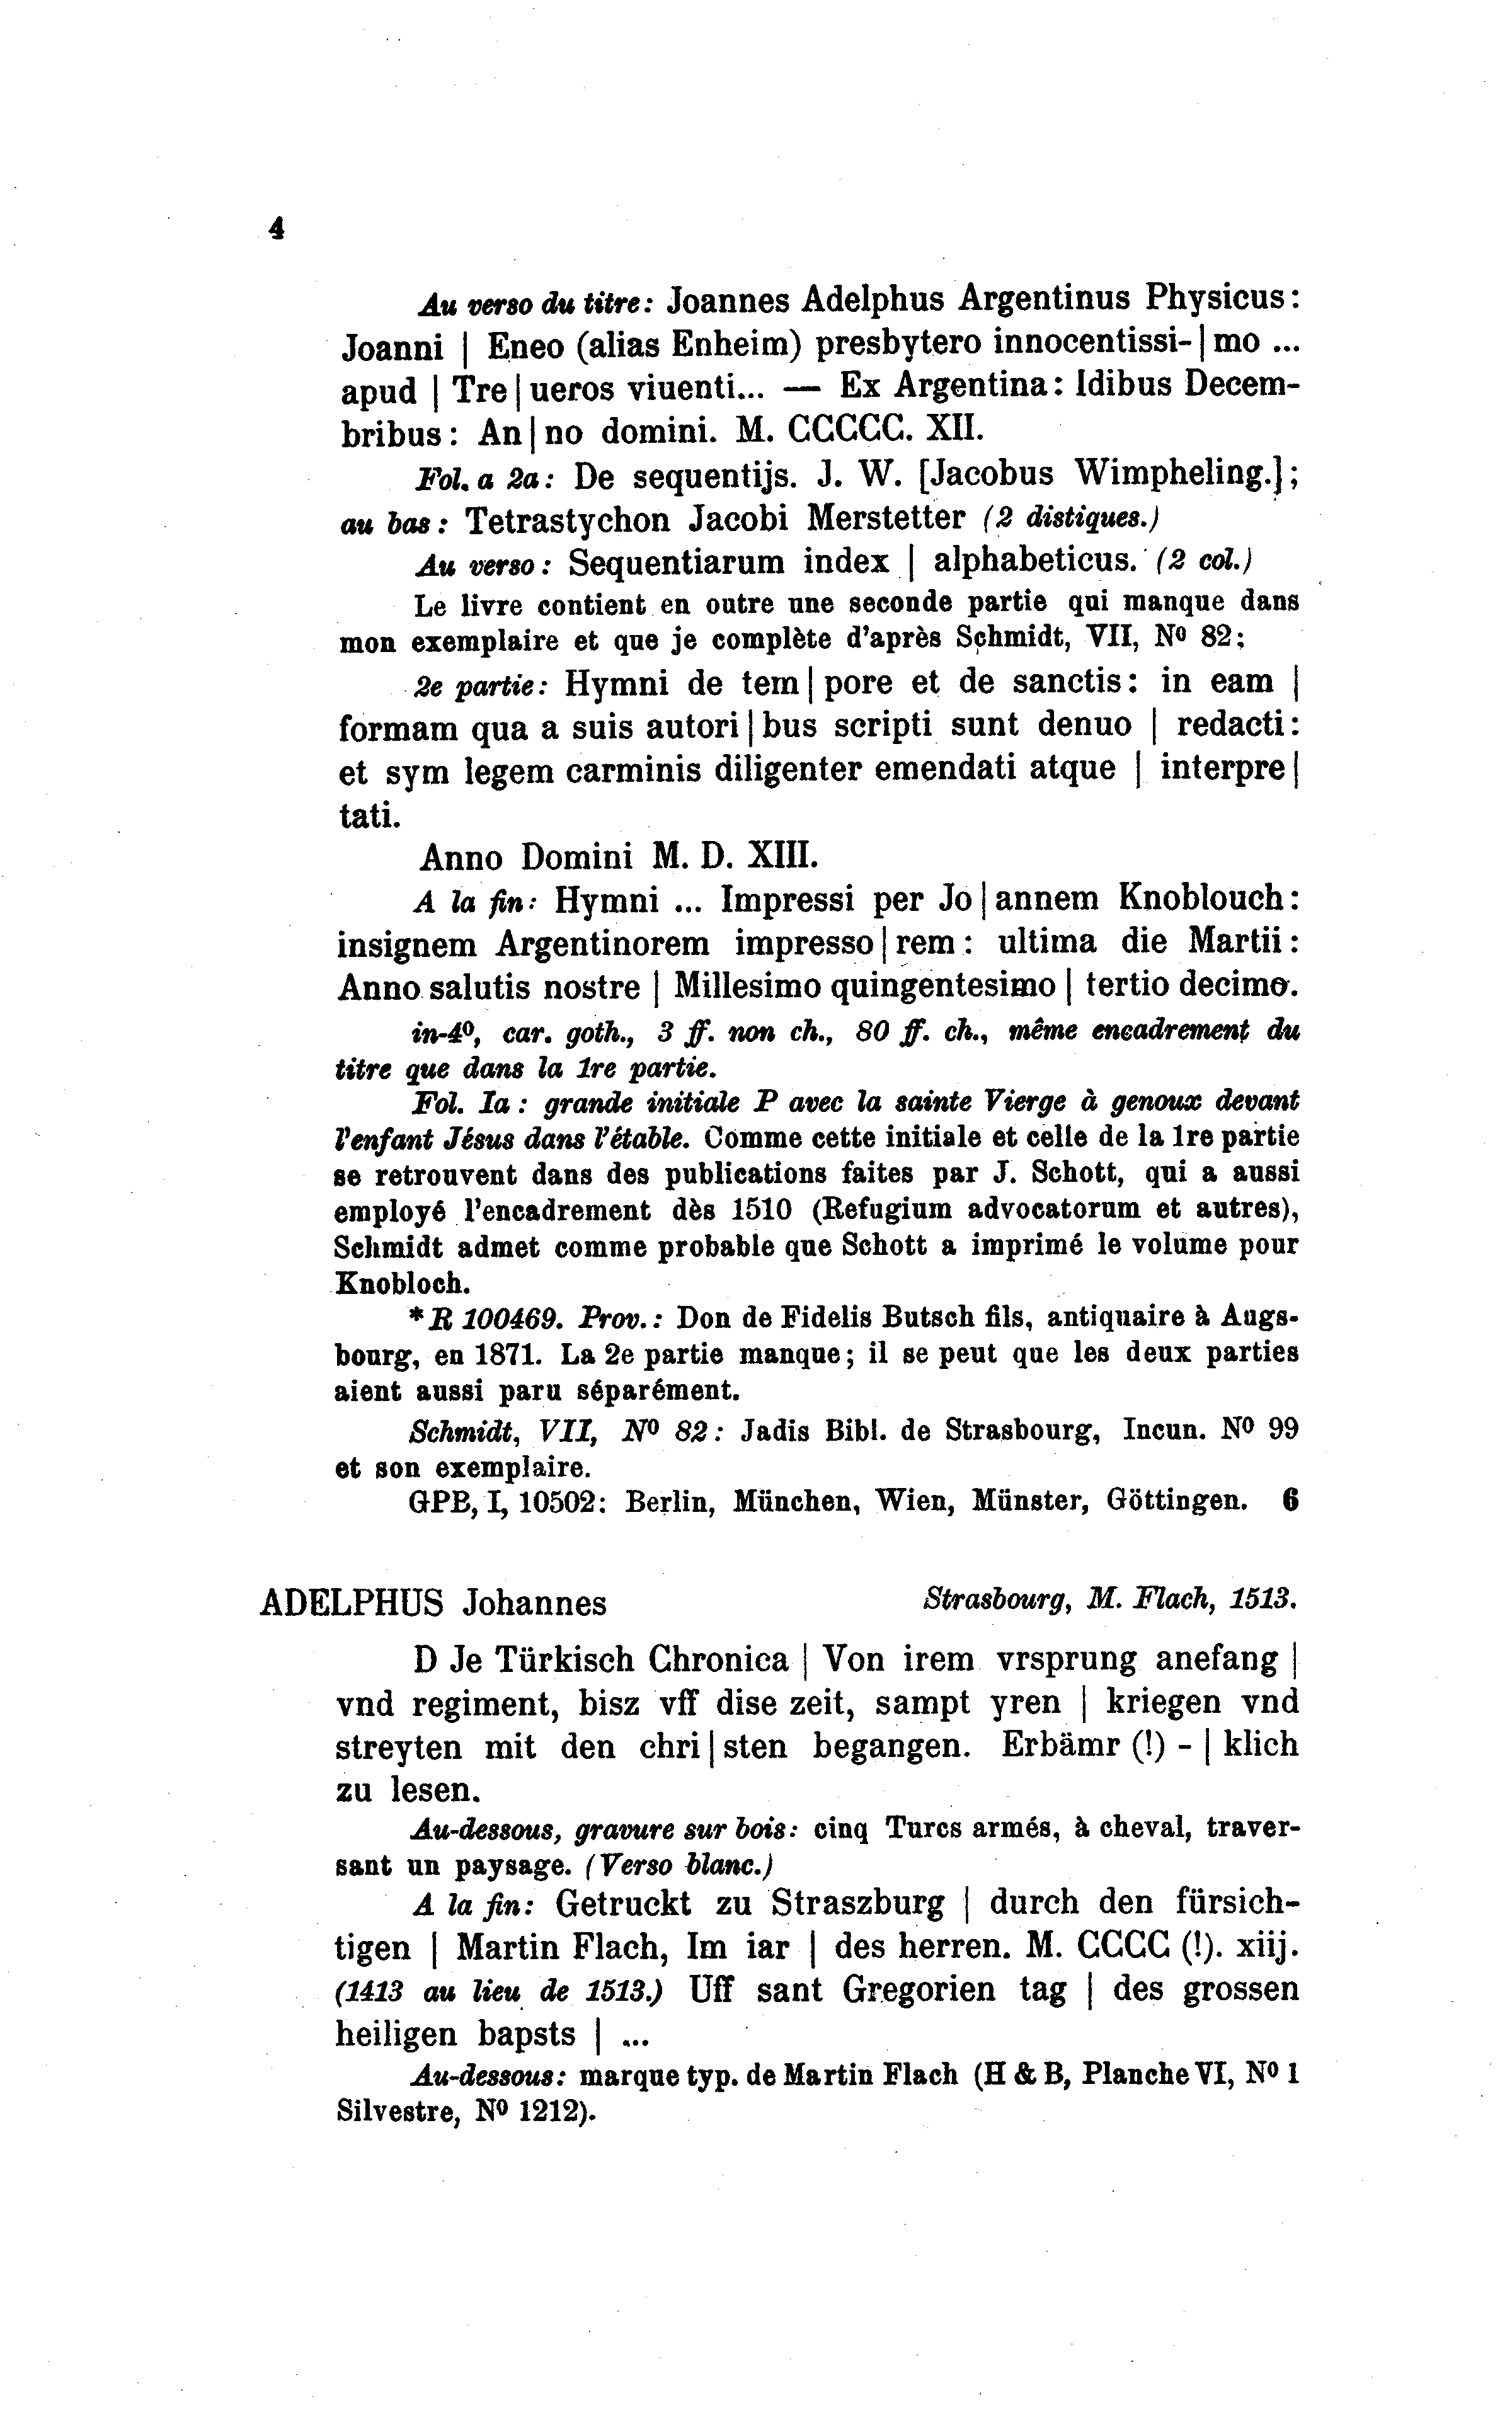 4
Au verso du titre: Joannes Adelphus Argentinus Physicus:
Joanni | Eneo (alias Enheim) presbytero innocentissi-|mo ...
apud | Tre|ueros viuenti... — Ex Argentina: Idibus Decem-
bribus: An|no domini. M. CCCCC. XII.
Fol. a 2a: De sequentijs. J. W. [Jacobus Wimpheling.];
au bas: Tetrastychon Jacobi Merstetter (2 distiques.)
Au verso: Sequentiarum index | alphabeticus. (2 col.)
Le livre contient en outre une seconde partie qui manque dans
mon exemplaire et que je complète d'après Schmidt, VII, Nº 82:
2e partie: Hymni de tem|pore et de sanctis: in eam |
formam qua a suis autori|bus scripti sunt denuo | redacti:
et sym legem carminis diligenter emendati atque | interpre|
tati.
Anno Domini M. D. XIII.
A la fin: Hymni ... Impressi per Jo|annem Knoblouch:
insignem Argentinorem impresso|rem: ultima die Martii:
Anno salutis nostre | Millesimo quingentesimo | tertio decimo.
in-4º, car. goth., 3 ff. non ch., 80 ff. ch., même encadrement du
titre que dans la 1re partie.
Fol. Ia: grande initiale P avec la sainte Vierge à genoux devant
l'enfant Jésus dans l'étable. Comme cette initiale et celle de la 1re partie
se retrouvent dans des publications faites par J. Schott, qui a aussi
employé l'encadrement dès 1510 (Refugium advocatorum et autres),
Schmidt admet comme probable que Schott a imprimé le volume pour
Knobloch.
*R 100469. Prov.: Don de Fidelis Butsch fils, antiquaire à Augs-
bourg, en 1871. La 2e partie manque; il se peut que les deux parties
aient aussi paru séparément.
Schmidt, VII, Nº 82: Jadis Bibl. de Strasbourg, Incun. Nº 99
et son exemplaire.
GPB, I, 10502: Berlin, München, Wien, Münster, Göttingen. 6
ADELPHUS Johannes Strasbourg, M. Flach, 1513.
D Je Türkisch Chronica | Von irem vrsprung anefang |
vnd regiment, bisz vff dise zeit, sampt yren | kriegen vnd
streyten mit den chri|sten begangen. Erbämr (!) - | klich
zu lesen.
Au-dessous, gravure sur bois: cinq Turcs armés, à cheval, traver-
sant un paysage. (Verso blanc.)
A la fin: Getruckt zu Straszburg | durch den fürsich-
tigen | Martin Flach, Im iar | des herren. M. CCCC (!). xiij.
(1413 au lieu de 1513.) Uff sant Gregorien tag | des grossen
heiligen bapsts | ...
Au-dessous: marque typ. de Martin Flach (H & B, Planche VI, Nº 1
Silvestre, Nº 1212).